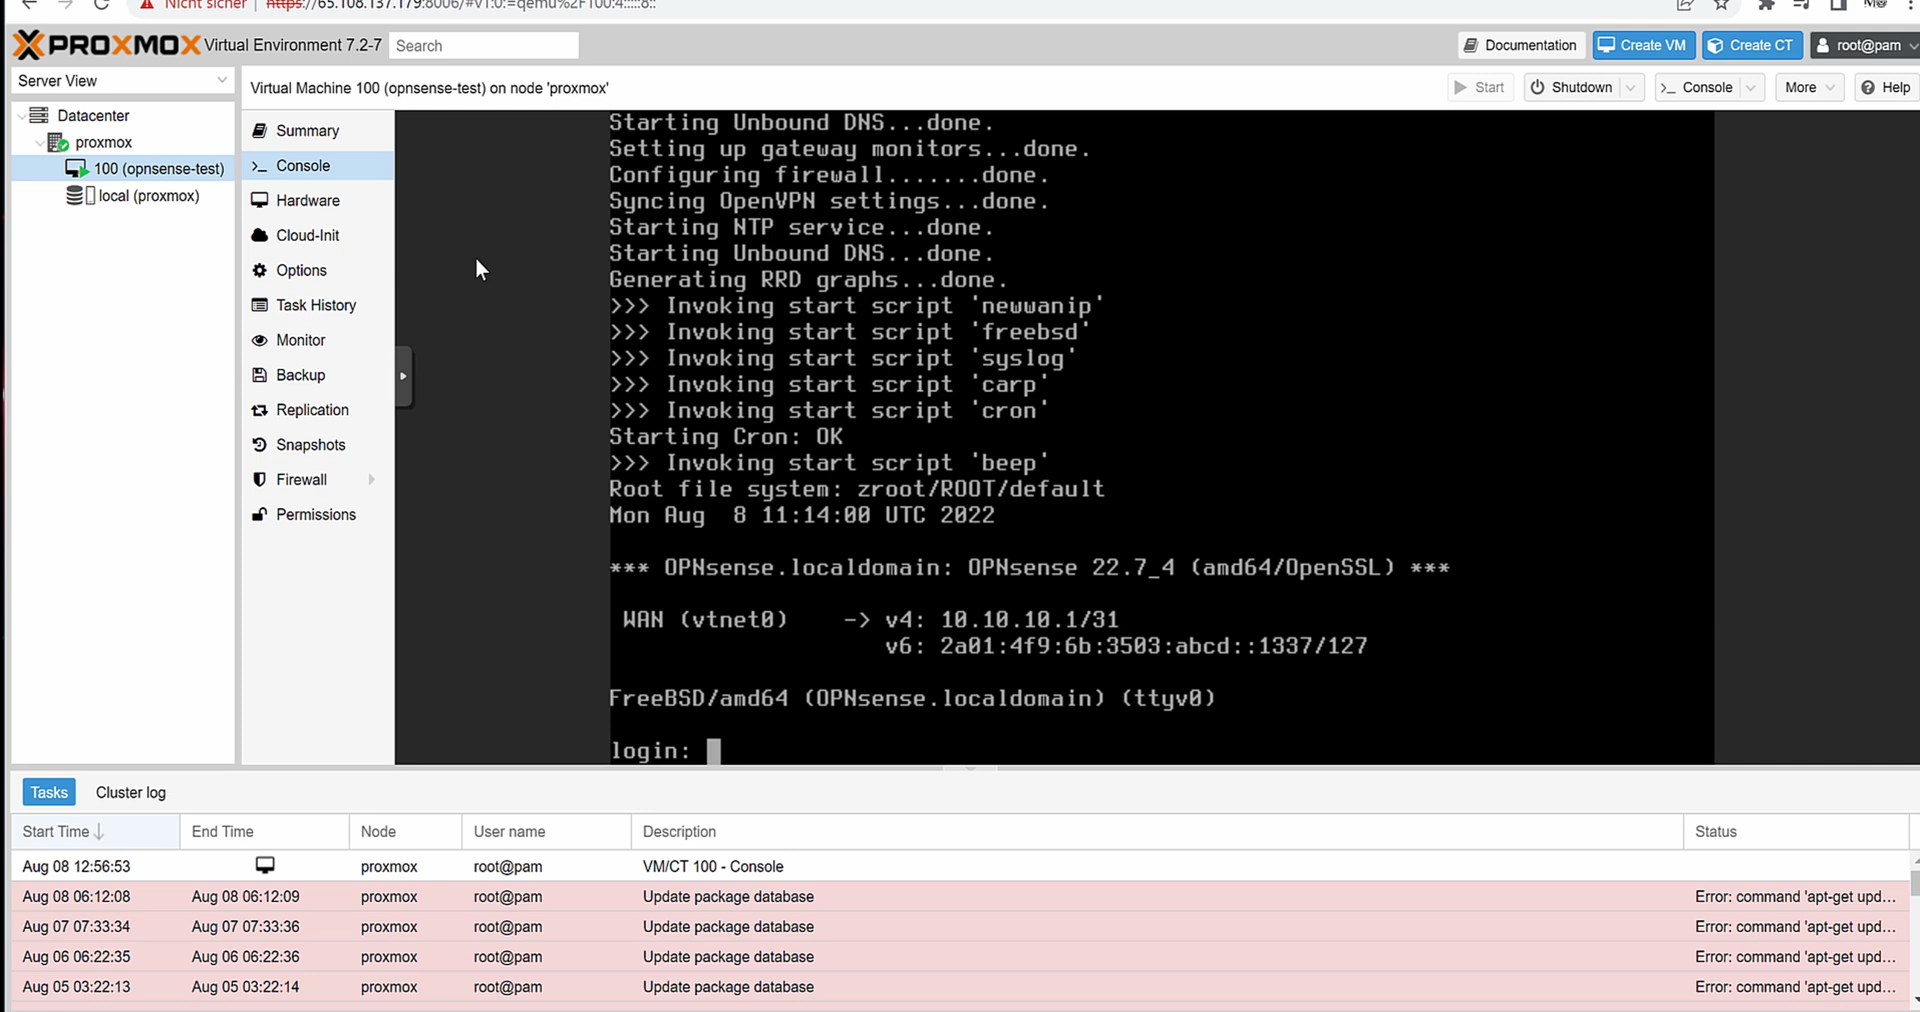 Nicht sicher | https://65.108.137.179:8006/#v1:0:=qemu%2F100:4:::::8::
PROXMOX Virtual Environment 7.2-7 Search Documentation Create VM Create CT root@pam
Server View
Virtual Machine 100 (opnsense-test) on node 'proxmox' Start Shutdown Console More Help
Datacenter
proxmox
100 (opnsense-test)
local (proxmox)
Summary
Console
Hardware
Cloud-Init
Options
Task History
Monitor
Backup
Replication
Snapshots
Firewall
Permissions
Starting Unbound DNS...done.
Setting up gateway monitors...done.
Configuring firewall.......done.
Syncing OpenVPN settings...done.
Starting NTP service...done.
Starting Unbound DNS...done.
Generating RRD graphs...done.
>>> Invoking start script 'newwanip'
>>> Invoking start script 'freebsd'
>>> Invoking start script 'syslog'
>>> Invoking start script 'carp'
>>> Invoking start script 'cron'
Starting Cron: OK
>>> Invoking start script 'beep'
Root file system: zroot/ROOT/default
Mon Aug  8 11:14:00 UTC 2022
*** OPNsense.localdomain: OPNsense 22.7_4 (amd64/OpenSSL) ***
WAN (vtnet0) -> v4: 10.10.10.1/31
v6: 2a01:4f9:6b:3503:abcd::1337/127
FreeBSD/amd64 (OPNsense.localdomain) (ttyv0)
login:
Tasks Cluster log
Start Time End Time Node User name Description Status
Aug 08 12:56:53 proxmox root@pam VM/CT 100 - Console
Aug 08 06:12:08 Aug 08 06:12:09 proxmox root@pam Update package database Error: command 'apt-get upd...
Aug 07 07:33:34 Aug 07 07:33:36 proxmox root@pam Update package database Error: command 'apt-get upd...
Aug 06 06:22:35 Aug 06 06:22:36 proxmox root@pam Update package database Error: command 'apt-get upd...
Aug 05 03:22:13 Aug 05 03:22:14 proxmox root@pam Update package database Error: command 'apt-get upd...